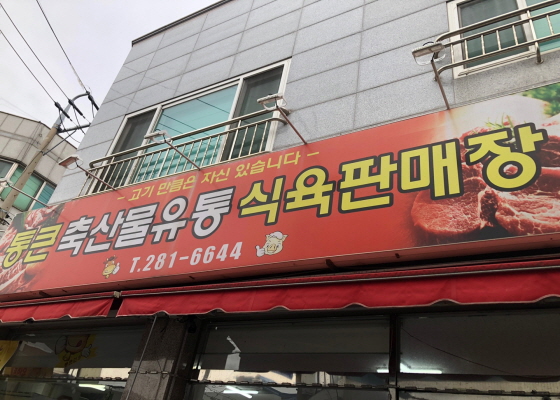 - 고기 만큼은 자신 있습니다 -
통큰 축산물유통 식육판매장
T.281-6644